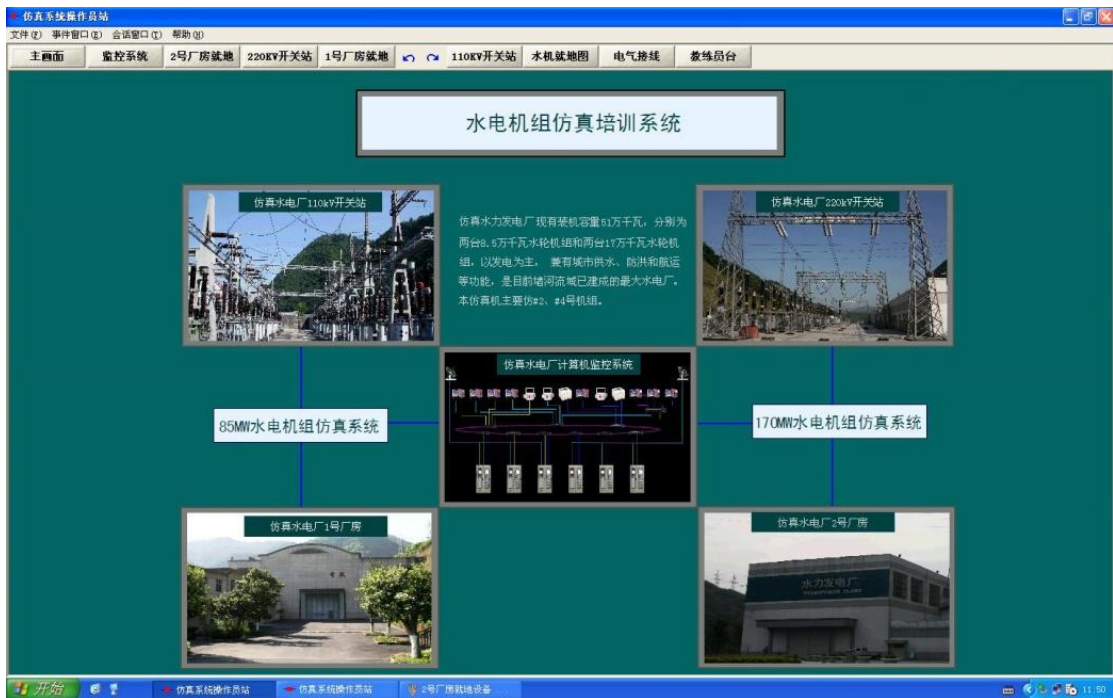 仿真系统操作员站
文件(F) 事件窗口(E) 会话窗口(T) 帮助(H)
主画面 监控系统 2号厂房就地 220KV开关站 1号厂房就地 110KV开关站 水机就地图 电气接线 教练员台
水电机组仿真培训系统
仿真水电厂110kV开关站
仿真水力发电厂现有装机容量51万千瓦，分别为
两台8.5万千瓦水轮机组和两台17万千瓦水轮机
组，以发电为主， 兼有城市供水、防洪和航运
等功能，是目前堵河流域已建成的最大水电厂。
本仿真机主要仿#2、#4号机组。
仿真水电厂220kV开关站
仿真水电厂计算机监控系统
85MW水电机组仿真系统
170MW水电机组仿真系统
仿真水电厂1号厂房
仿真水电厂2号厂房
水力发电厂
开始 仿真系统操作员站 仿真系统操作员站 2号厂房就地设备 ... 11:50